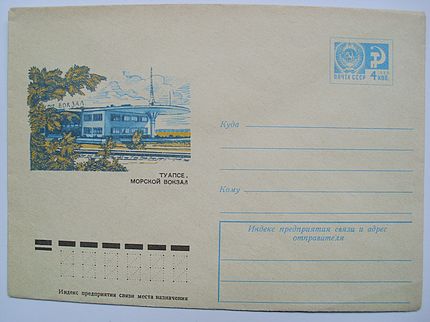 ВОКЗАЛ
ПОЧТА СССР
4 КОП.
Куда
ТУАПСЕ.
МОРСКОЙ ВОКЗАЛ
Кому
Индекс предприятия связи и адрес
отправителя
Индекс предприятия связи места назначения